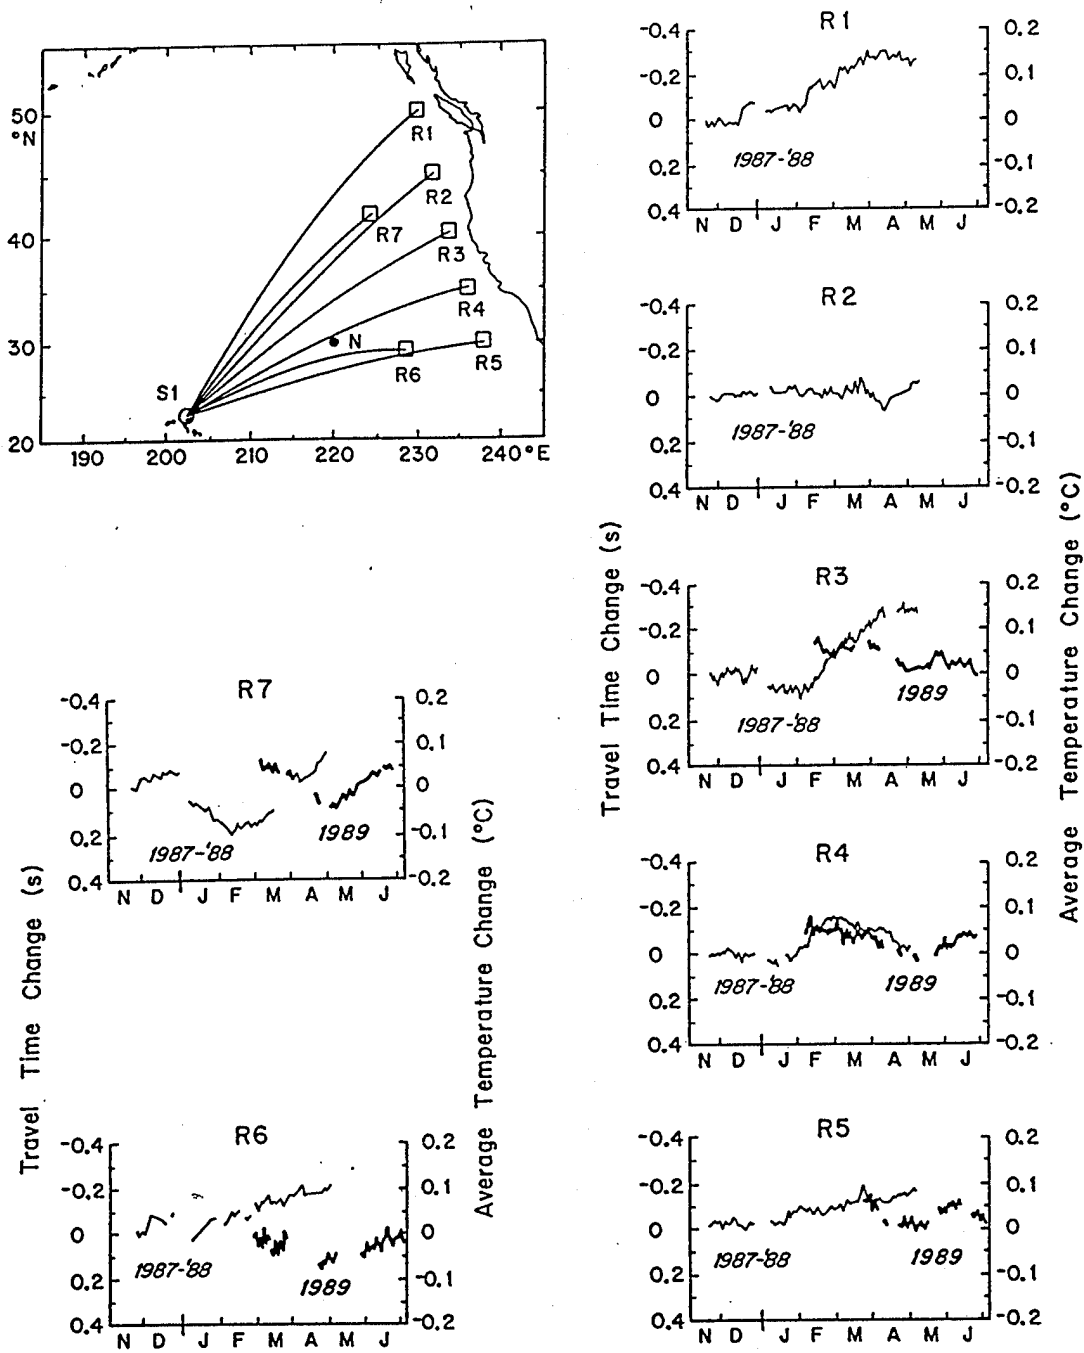 50
°N
40
30
20
190 200 210 220 230 240°E
R1
R2
R7
R3
R4
N
R5
R6
S1
R1
-0.4
-0.2
0
0.2
0.4
0.2
0.1
0
-0.1
-0.2
1987-'88
N D J F M A M J
R2
-0.4
-0.2
0
0.2
0.4
0.2
0.1
0
-0.1
-0.2
1987-'88
N D J F M A M J
R3
-0.4
-0.2
0
0.2
0.4
0.2
0.1
0
-0.1
-0.2
1989
1987-'88
N D J F M A M J
R4
-0.4
-0.2
0
0.2
0.4
0.2
0.1
0
-0.1
-0.2
1987-'88
1989
N D J F M A M J
R5
-0.4
-0.2
0
0.2
0.4
0.2
0.1
0
-0.1
-0.2
1987-'88
1989
N D J F M A M J
Travel Time Change (s)
Average Temperature Change (°C)
R7
-0.4
-0.2
0
0.2
0.4
0.2
0.1
0
-0.1
-0.2
1987-'88
1989
N D J F M A M J
R6
-0.4
-0.2
0
0.2
0.4
0.2
0.1
0
-0.1
-0.2
1987-'88
1989
N D J F M A M J
Travel Time Change (s)
Average Temperature Change (°C)